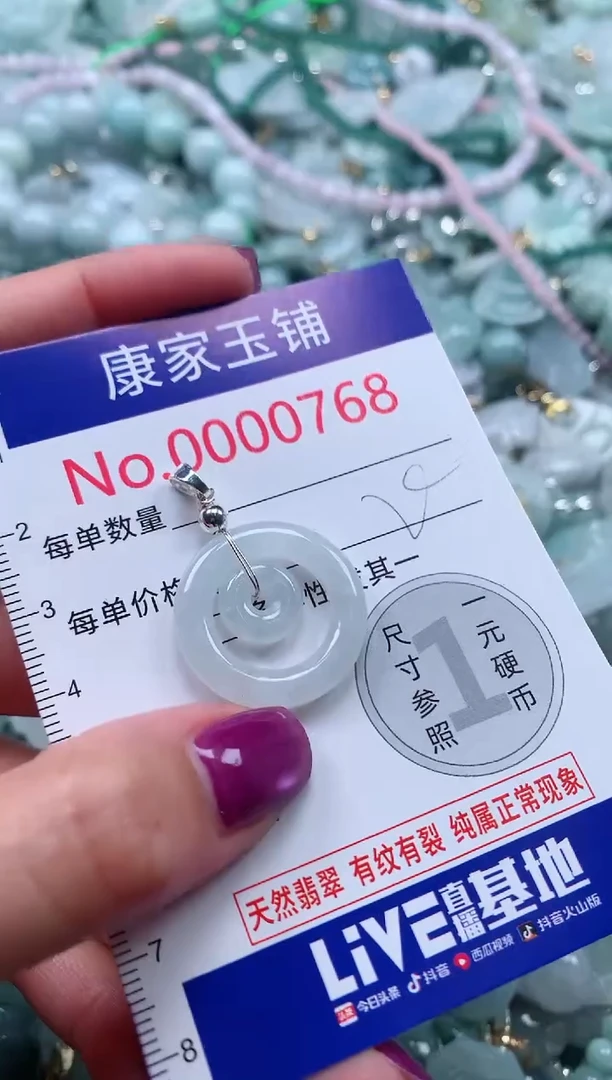 康家玉铺
No.0000768
每单数量
每单价格
性
其一
2
3
4
7
8
尺寸参照
1
一元硬币
天然翡翠 有纹有裂 纯属正常现象
LiVE直播基地
头条 今日头条 抖音 西瓜视频 抖音火山版